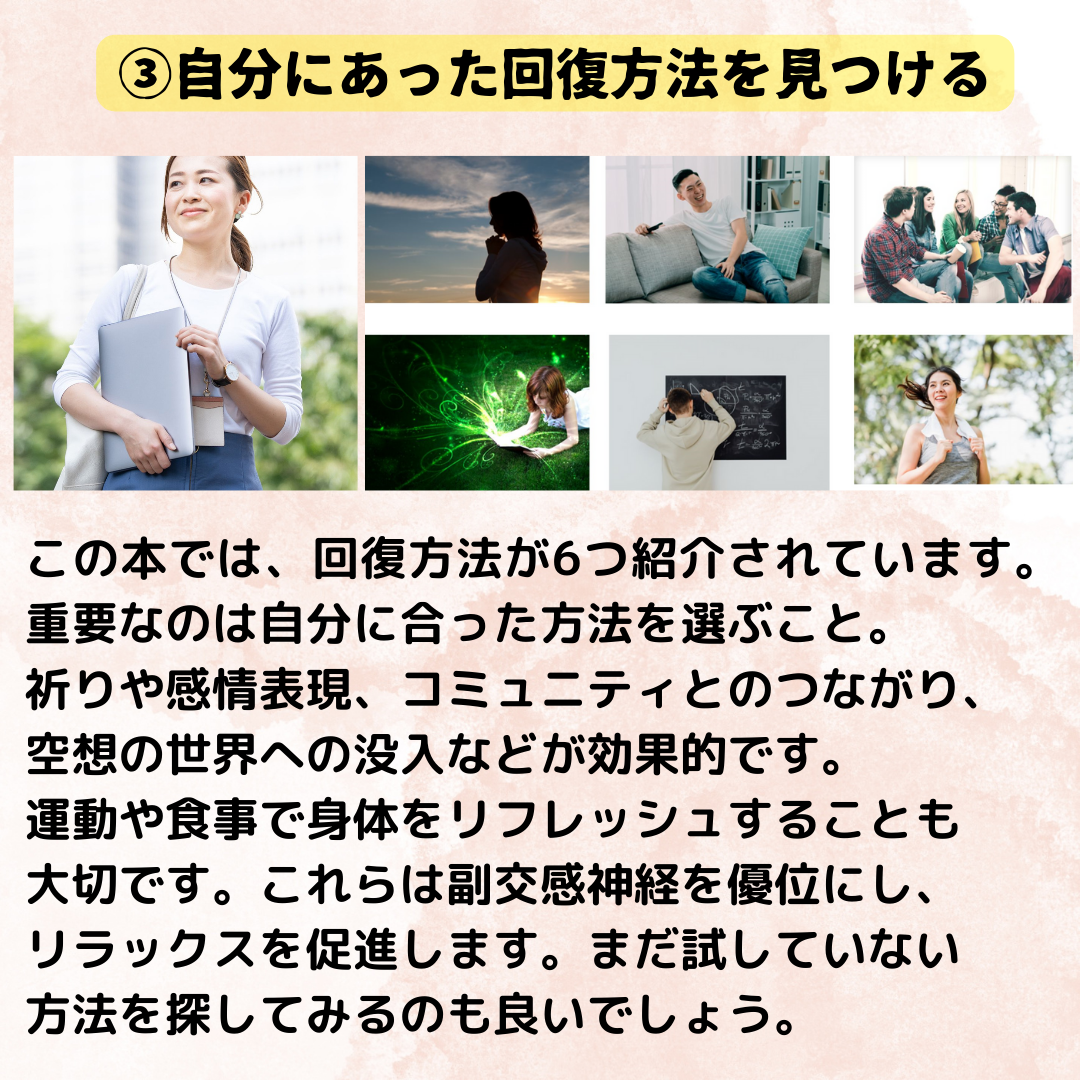 ③自分にあった回復方法を見つける
この本では、回復方法が6つ紹介されています。
重要なのは自分に合った方法を選ぶこと。
祈りや感情表現、コミュニティとのつながり、
空想の世界への没入などが効果的です。
運動や食事で身体をリフレッシュすることも
大切です。これらは副交感神経を優位にし、
リラックスを促進します。まだ試していない
方法を探してみるのも良いでしょう。